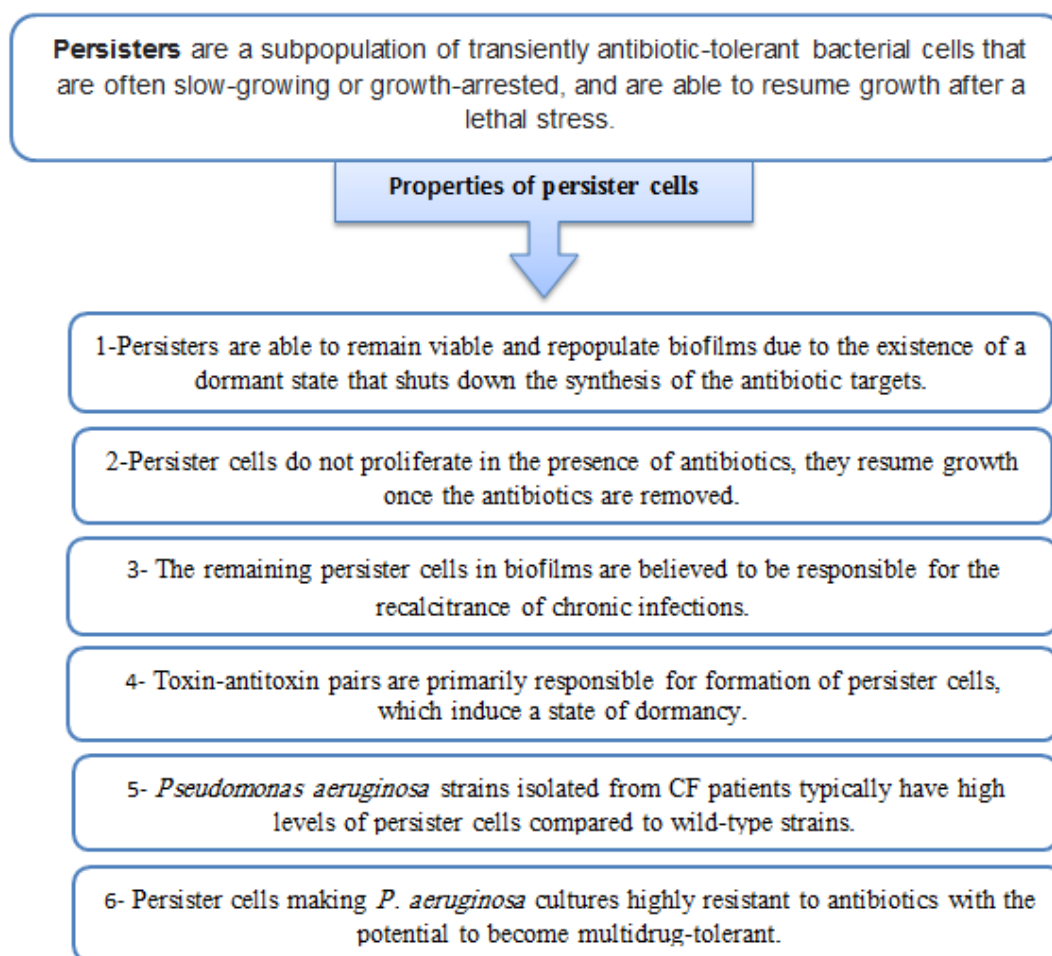 Persisters are a subpopulation of transiently antibiotic-tolerant bacterial cells that
are often slow-growing or growth-arrested, and are able to resume growth after a
lethal stress.
Properties of persister cells
1-Persisters are able to remain viable and repopulate biofilms due to the existence of a
dormant state that shuts down the synthesis of the antibiotic targets.
2-Persister cells do not proliferate in the presence of antibiotics, they resume growth
once the antibiotics are removed.
3- The remaining persister cells in biofilms are believed to be responsible for the
recalcitrance of chronic infections.
4- Toxin-antitoxin pairs are primarily responsible for formation of persister cells,
which induce a state of dormancy.
5- Pseudomonas aeruginosa strains isolated from CF patients typically have high
levels of persister cells compared to wild-type strains.
6- Persister cells making P. aeruginosa cultures highly resistant to antibiotics with the
potential to become multidrug-tolerant.